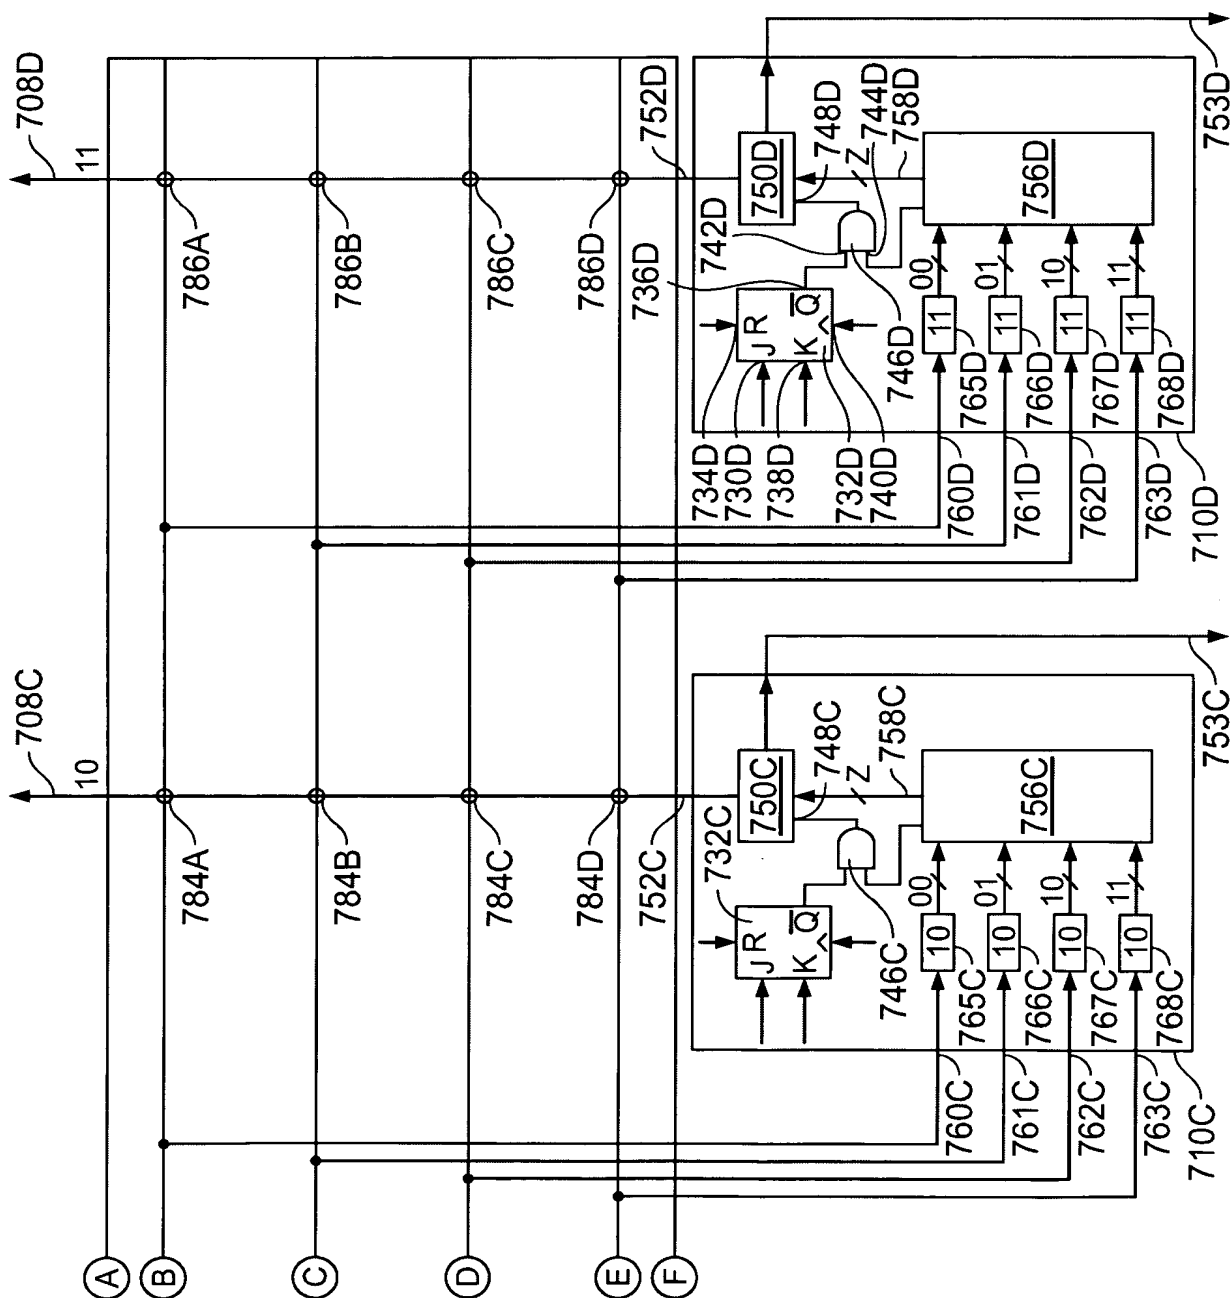 708D
11
786A
786B
786C
786D
752D
750D
748D
744D
Z
758D
742D
736D
756D
J R
K Q
746D
00
01
10
11
11
11
11
11
734D
730D
738D
732D
740D
765D
766D
767D
768D
760D
761D
762D
763D
710D
753D
708C
10
784A
784B
784C
784D
752C
750C
748C
Z
758C
732C
756C
J R
K Q
746C
00
01
10
11
10
10
10
10
765C
766C
767C
768C
760C
761C
762C
763C
710C
753C
A
B
C
D
E
F